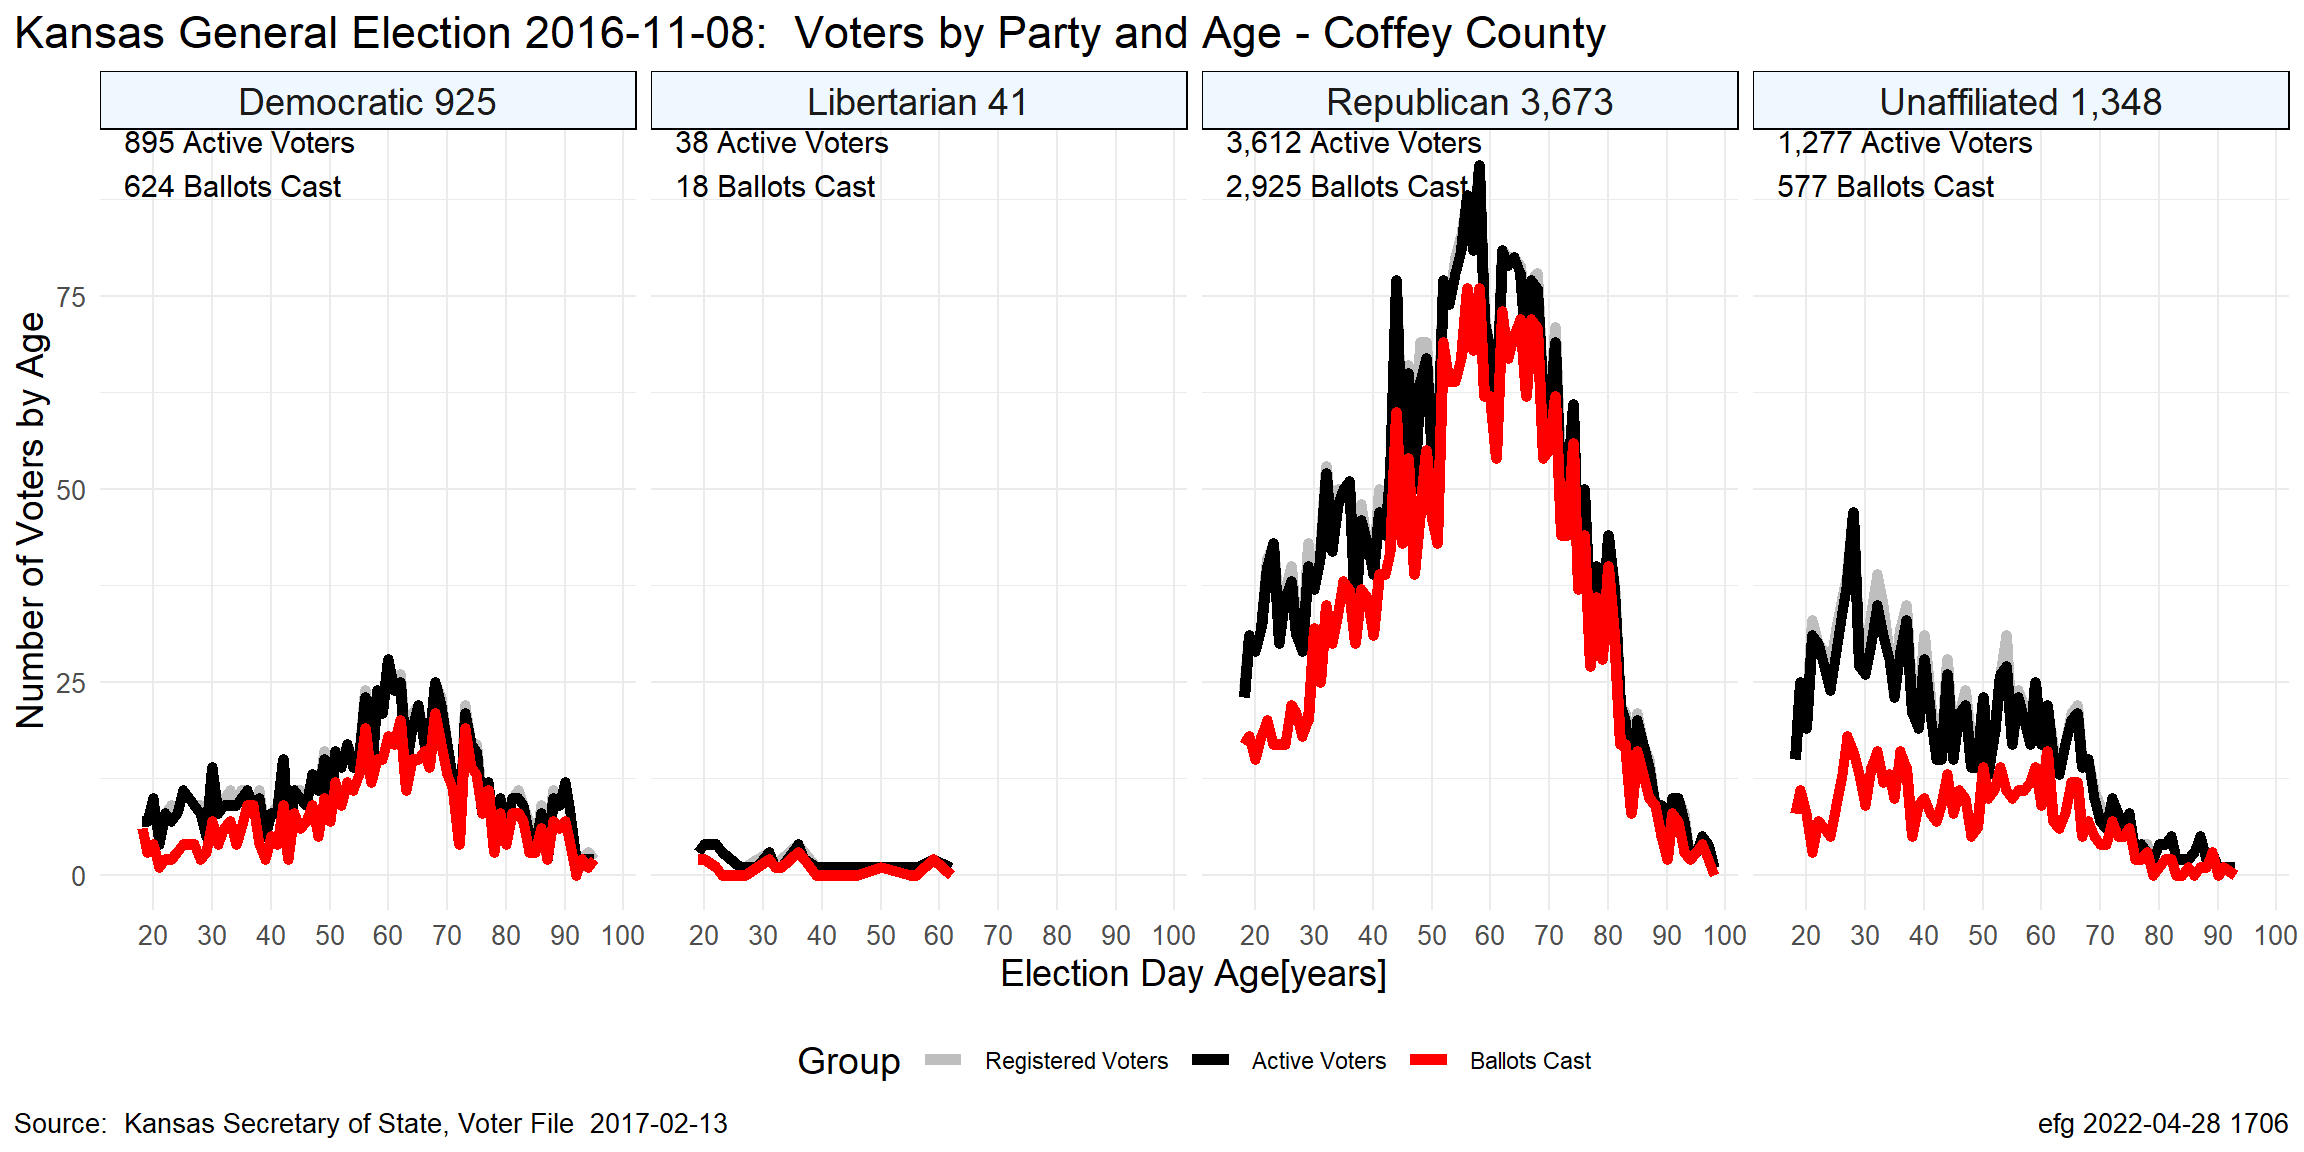 Kansas General Election 2016-11-08:  Voters by Party and Age - Coffey County
Democratic 925
Libertarian 41
Republican 3,673
Unaffiliated 1,348
895 Active Voters
624 Ballots Cast
38 Active Voters
18 Ballots Cast
3,612 Active Voters
2,925 Ballots Cast
1,277 Active Voters
577 Ballots Cast
Number of Voters by Age
75
50
25
0
20 30 40 50 60 70 80 90 100
20 30 40 50 60 70 80 90 100
20 30 40 50 60 70 80 90 100
20 30 40 50 60 70 80 90 100
Election Day Age[years]
Group Registered Voters Active Voters Ballots Cast
Source:  Kansas Secretary of State, Voter File  2017-02-13
efg 2022-04-28 1706